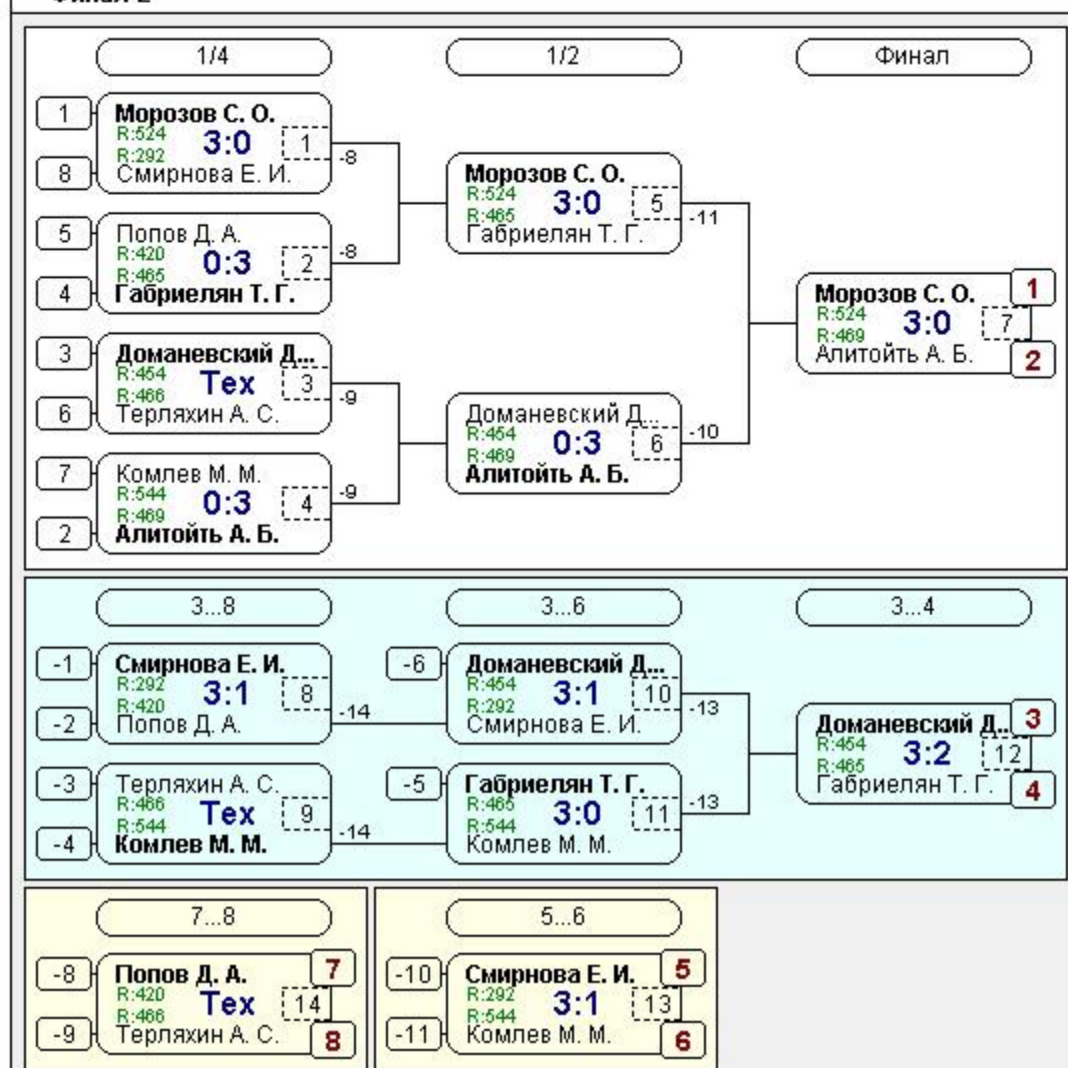 1/4 1/2 Финал
1 Морозов С. О.
R:524 3:0 1 -8
R:292
8 Смирнова Е. И.
5 Попов Д. А.
R:420 0:3 2 -8
R:465
4 Габриелян Т. Г.
3 Доманевский Д...
R:454 Тех 3 -9
R:466
6 Терляхин А. С.
7 Комлев М. М.
R:544 0:3 4 -9
R:469
2 Алитойть А. Б.
Морозов С. О.
R:524 3:0 5 -11
R:465
Габриелян Т. Г.
Доманевский Д...
R:454 0:3 6 -10
R:469
Алитойть А. Б.
Морозов С. О. 1
R:524 3:0 7
R:469
Алитойть А. Б. 2
3...8 3...6 3...4
-1 Смирнова Е. И.
R:292 3:1 8 -14
R:420
-2 Попов Д. А.
-3 Терляхин А. С.
R:466 Тех 9 -14
R:544
-4 Комлев М. М.
-6 Доманевский Д...
R:454 3:1 10 -13
R:292
Смирнова Е. И.
-5 Габриелян Т. Г.
R:465 3:0 11 -13
R:544
Комлев М. М.
Доманевский Д... 3
R:454 3:2 12
R:465
Габриелян Т. Г. 4
7...8
-8 Попов Д. А. 7
R:420 Тех 14
R:466
-9 Терляхин А. С. 8
5...6
-10 Смирнова Е. И. 5
R:292 3:1 13
R:544
-11 Комлев М. М. 6